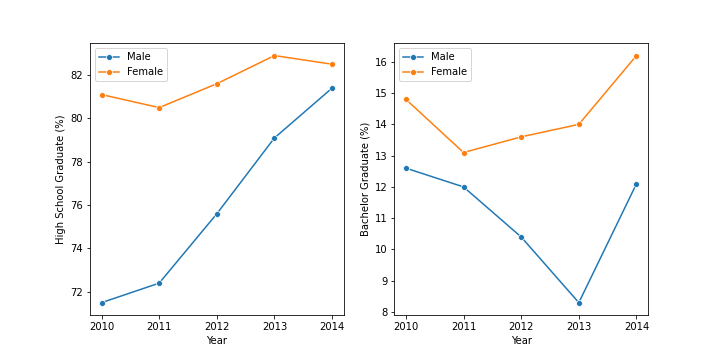 Male
Female
High School Graduate (%)
82
80
78
76
74
72
2010 2011 2012 2013 2014
Year
Male
Female
Bachelor Graduate (%)
16
15
14
13
12
11
10
9
8
2010 2011 2012 2013 2014
Year